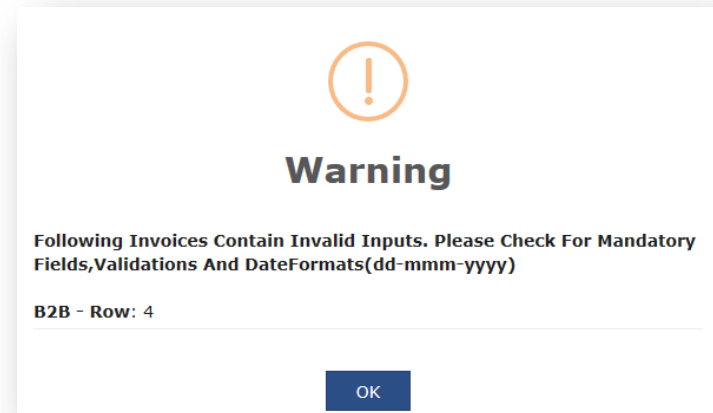 Warning
Following Invoices Contain Invalid Inputs. Please Check For Mandatory
Fields,Validations And DateFormats(dd-mmm-yyyy)
B2B - Row: 4
OK